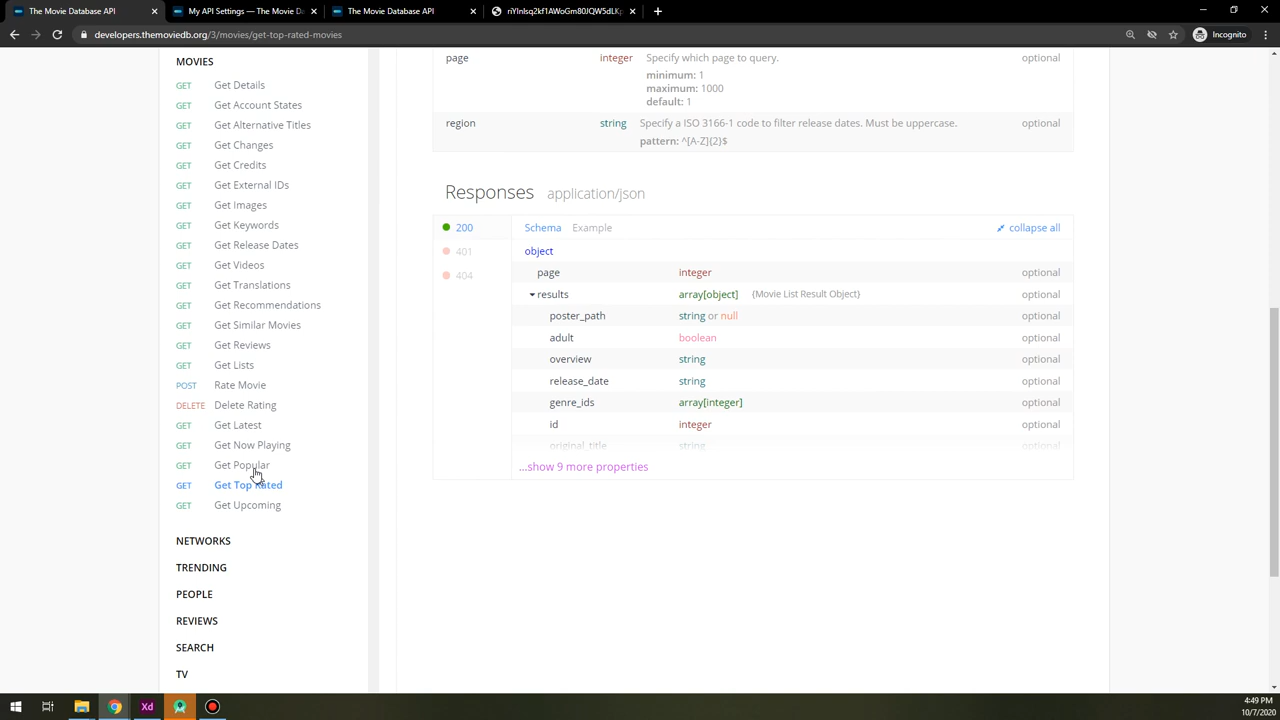 The Movie Database API
My API Settings — The Movie Da
The Movie Database API
developers.themoviedb.org/3/movies/get-top-rated-movies
Incognito
MOVIES
GET Get Details
GET Get Account States
GET Get Alternative Titles
GET Get Changes
GET Get Credits
GET Get External IDs
GET Get Images
GET Get Keywords
GET Get Release Dates
GET Get Videos
GET Get Translations
GET Get Recommendations
GET Get Similar Movies
GET Get Reviews
GET Get Lists
POST Rate Movie
DELETE Delete Rating
GET Get Latest
GET Get Now Playing
GET Get Popular
GET Get Top Rated
GET Get Upcoming
NETWORKS
TRENDING
PEOPLE
REVIEWS
SEARCH
TV
page integer Specify which page to query. optional
minimum: 1
maximum: 1000
default: 1
region string Specify a ISO 3166-1 code to filter release dates. Must be uppercase. optional
pattern: ^[A-Z]{2}$
Responses application/json
200 Schema Example collapse all
401
404
object
page integer optional
results array[object] {Movie List Result Object} optional
poster_path string or null optional
adult boolean optional
overview string optional
release_date string optional
genre_ids array[integer] optional
id integer optional
original_title string optional
...show 9 more properties
Xd
4:49 PM
10/7/2020